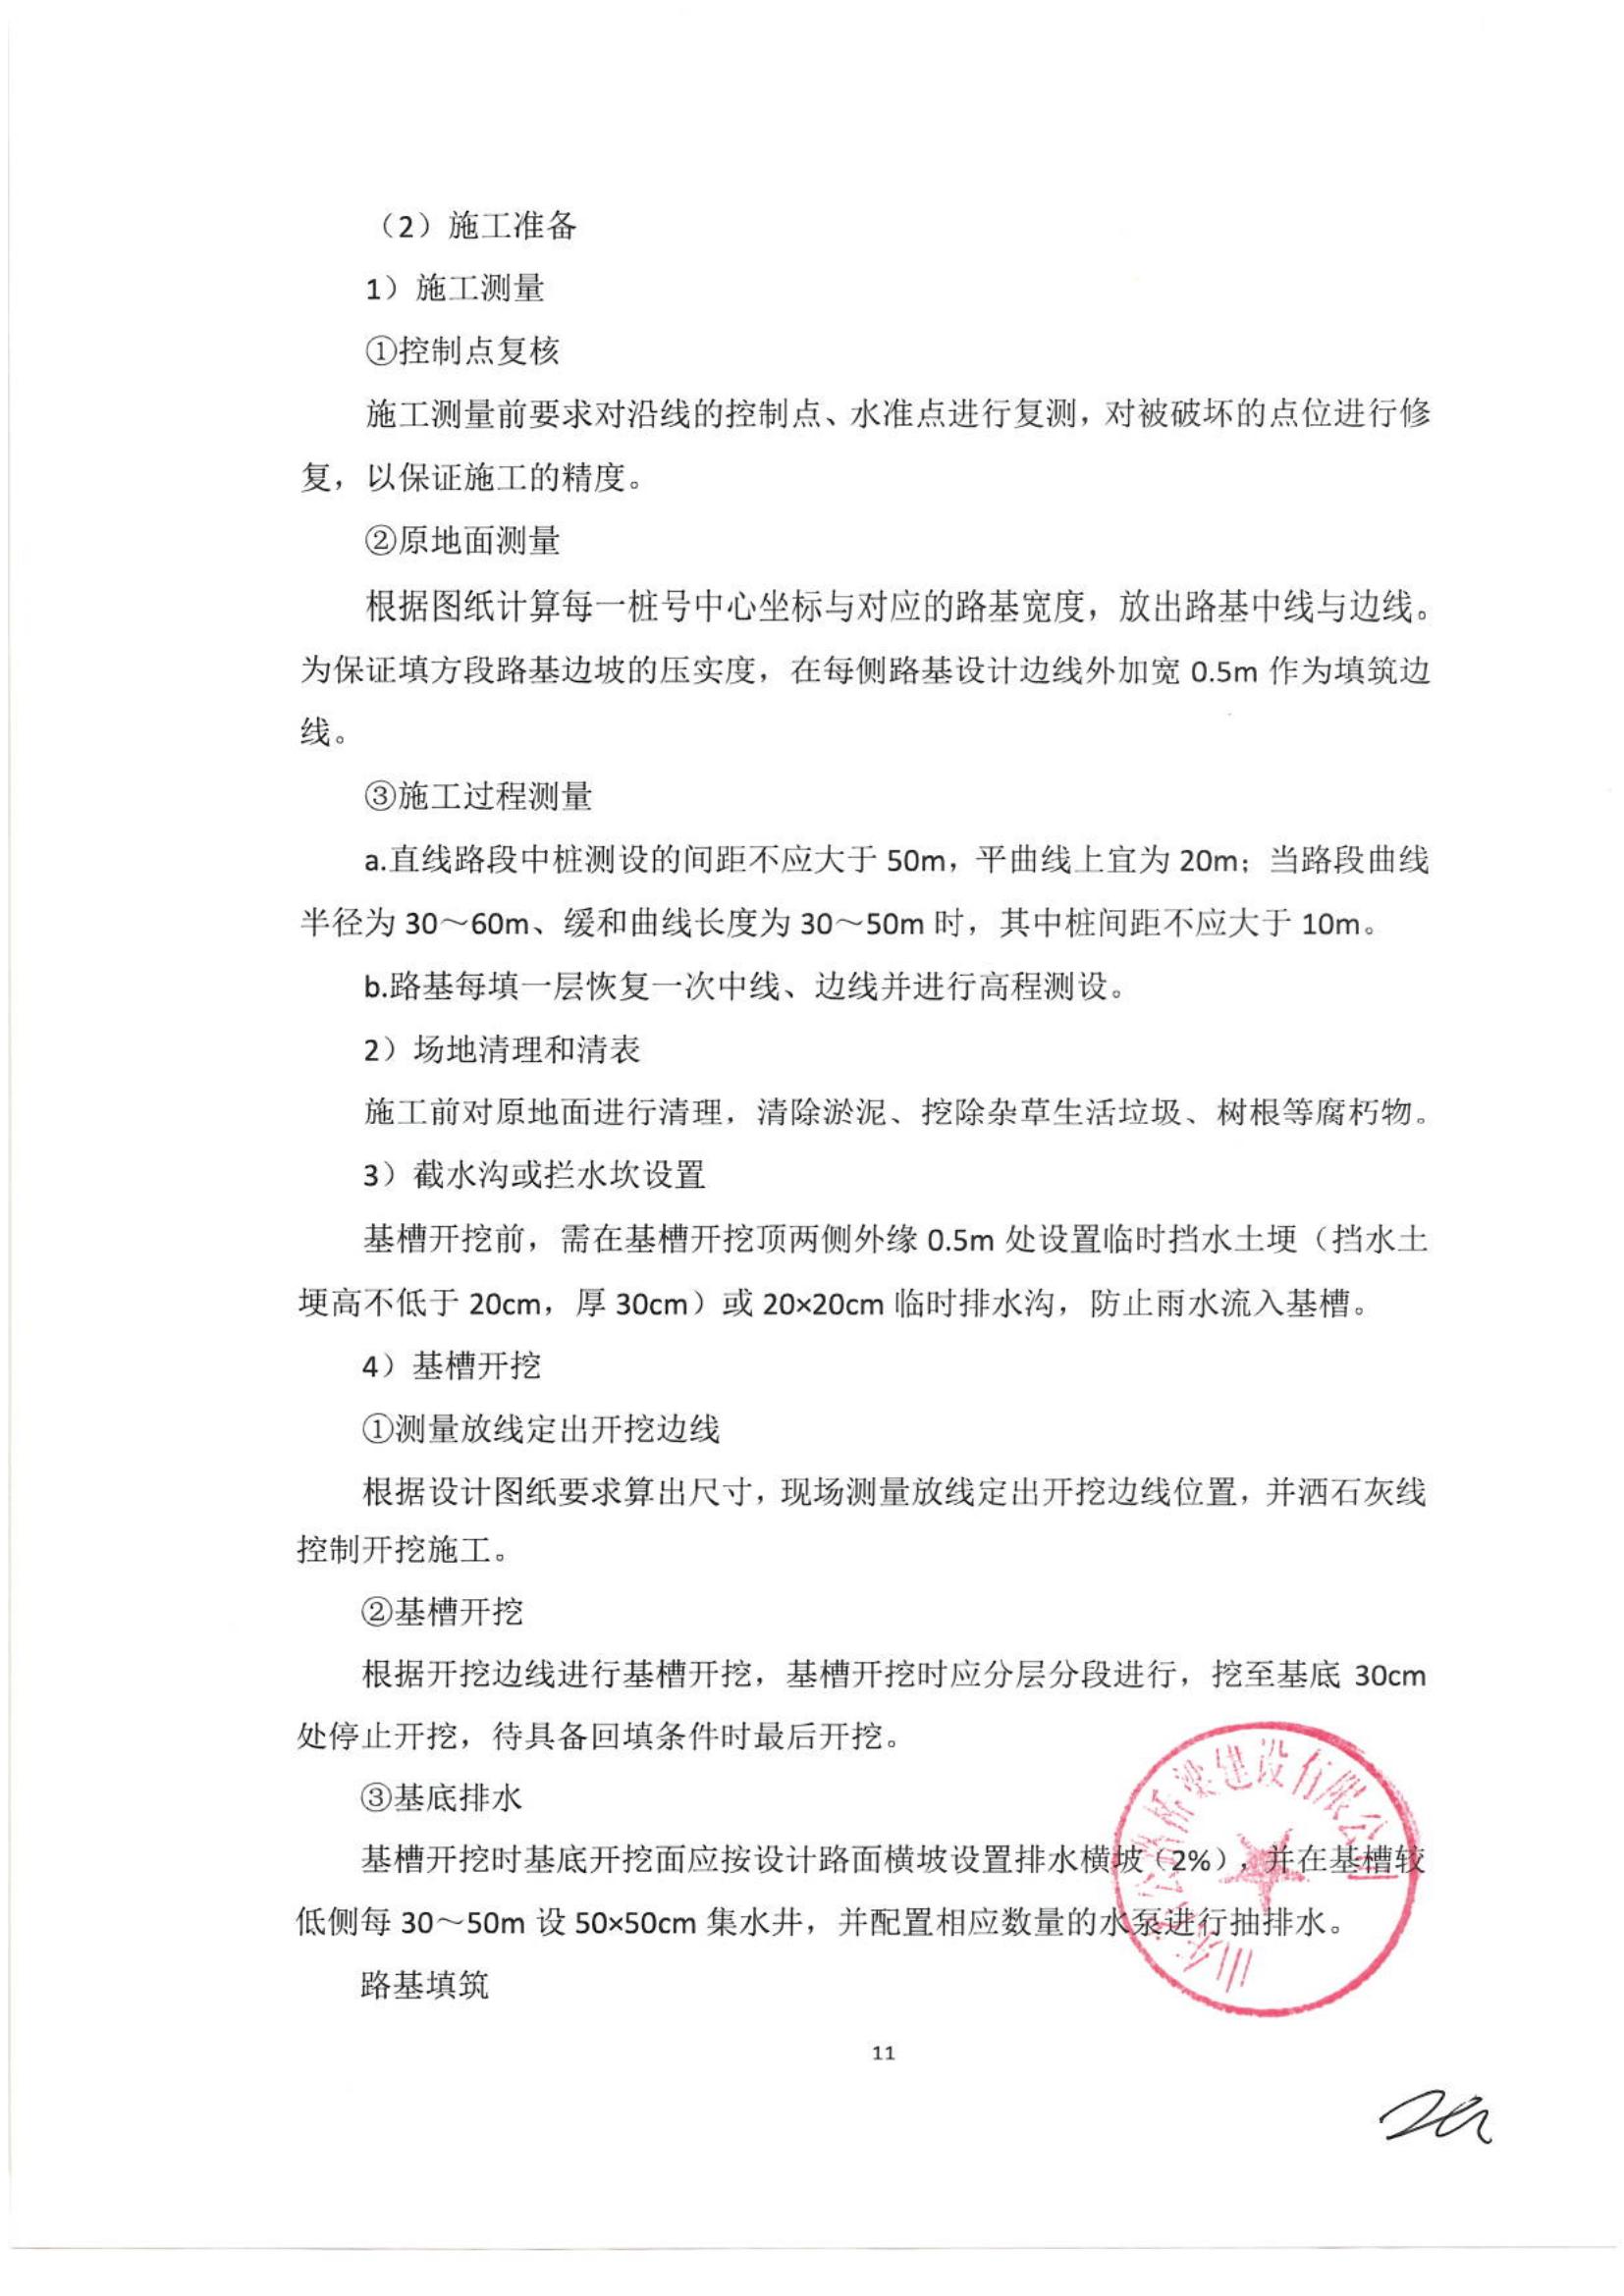 （2）施工准备
1）施工测量
①控制点复核
施工测量前要求对沿线的控制点、水准点进行复测，对被破坏的点位进行修
复，以保证施工的精度。
②原地面测量
根据图纸计算每一桩号中心坐标与对应的路基宽度，放出路基中线与边线。
为保证填方段路基边坡的压实度，在每侧路基设计边线外加宽 0.5m 作为填筑边
线。
③施工过程测量
a.直线路段中桩测设的间距不应大于 50m，平曲线上宜为 20m；当路段曲线
半径为 30～60m、缓和曲线长度为 30～50m 时，其中桩间距不应大于 10m。
b.路基每填一层恢复一次中线、边线并进行高程测设。
2）场地清理和清表
施工前对原地面进行清理，清除淤泥、挖除杂草生活垃圾、树根等腐朽物。
3）截水沟或拦水坎设置
基槽开挖前，需在基槽开挖顶两侧外缘 0.5m 处设置临时挡水土埂（挡水土
埂高不低于 20cm，厚 30cm）或 20×20cm 临时排水沟，防止雨水流入基槽。
4）基槽开挖
①测量放线定出开挖边线
根据设计图纸要求算出尺寸，现场测量放线定出开挖边线位置，并洒石灰线
控制开挖施工。
②基槽开挖
根据开挖边线进行基槽开挖，基槽开挖时应分层分段进行，挖至基底 30cm
处停止开挖，待具备回填条件时最后开挖。
③基底排水
基槽开挖时基底开挖面应按设计路面横坡设置排水横坡（2%），并在基槽较
低侧每 30～50m 设 50×50cm 集水井，并配置相应数量的水泵进行抽排水。
路基填筑
桥梁建设有限公司
11